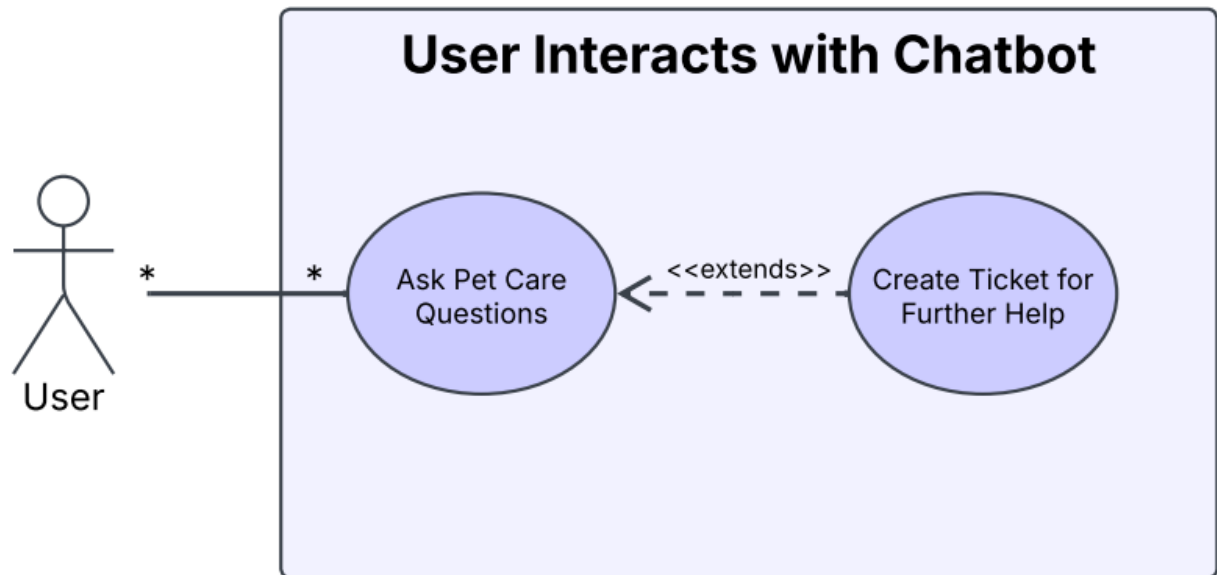 User Interacts with Chatbot
* *
<<extends>>
Ask Pet Care
Questions
Create Ticket for
Further Help
User